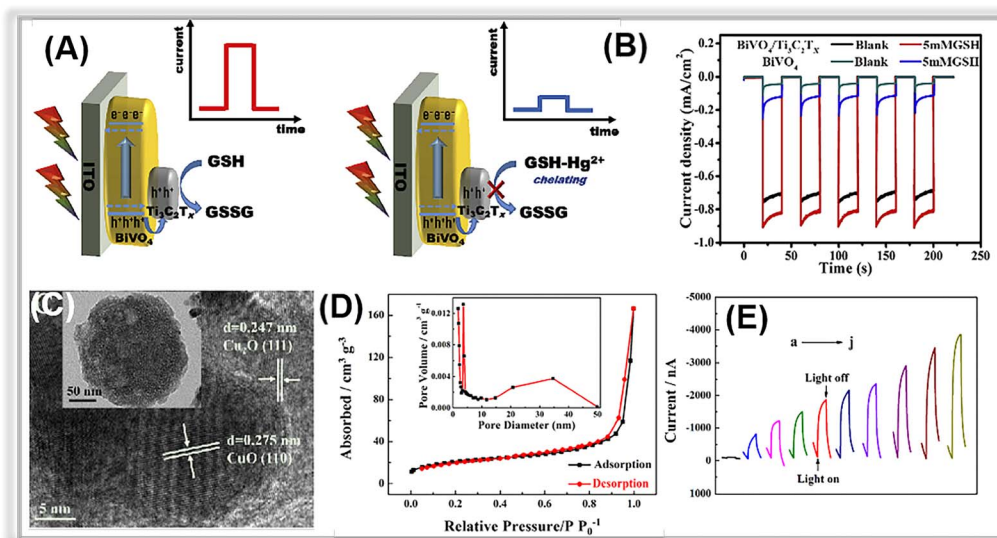 (A)
current
time
ITO
e⁻e⁻e⁻
h⁺h⁺
Ti₃C₂Tₓ
h⁺h⁺h⁺
BiVO₄
GSH
GSSG
current
time
ITO
e⁻e⁻e⁻
h⁺h⁺
Ti₃C₂Tₓ
h⁺h⁺h⁺
BiVO₄
GSH-Hg²⁺
chelating
GSSG
(B)
BiVO₄/Ti₃C₂Tₓ Blank 5mMGSH
BiVO₄ Blank 5mMGSH
Current density (mA/cm²)
0.2
0.0
-0.2
-0.4
-0.6
-0.8
-1.0
0 50 100 150 200 250
Time (s)
(C)
50 nm
d=0.247 nm
Cu₂O (111)
d=0.275 nm
CuO (110)
5 nm
(D)
Absorbed / cm³ g⁻³
160
120
80
40
0
Pore Volume / cm³ g⁻¹
0.012
0.008
0.004
0.000
0 10 20 30 40 50
Pore Diameter (nm)
Adsorption
Desorption
0.0 0.2 0.4 0.6 0.8 1.0
Relative Pressure/P P₀⁻¹
(E)
Current / nA
-5000
-4000
-3000
-2000
-1000
0
1000
a j
Light off
Light on